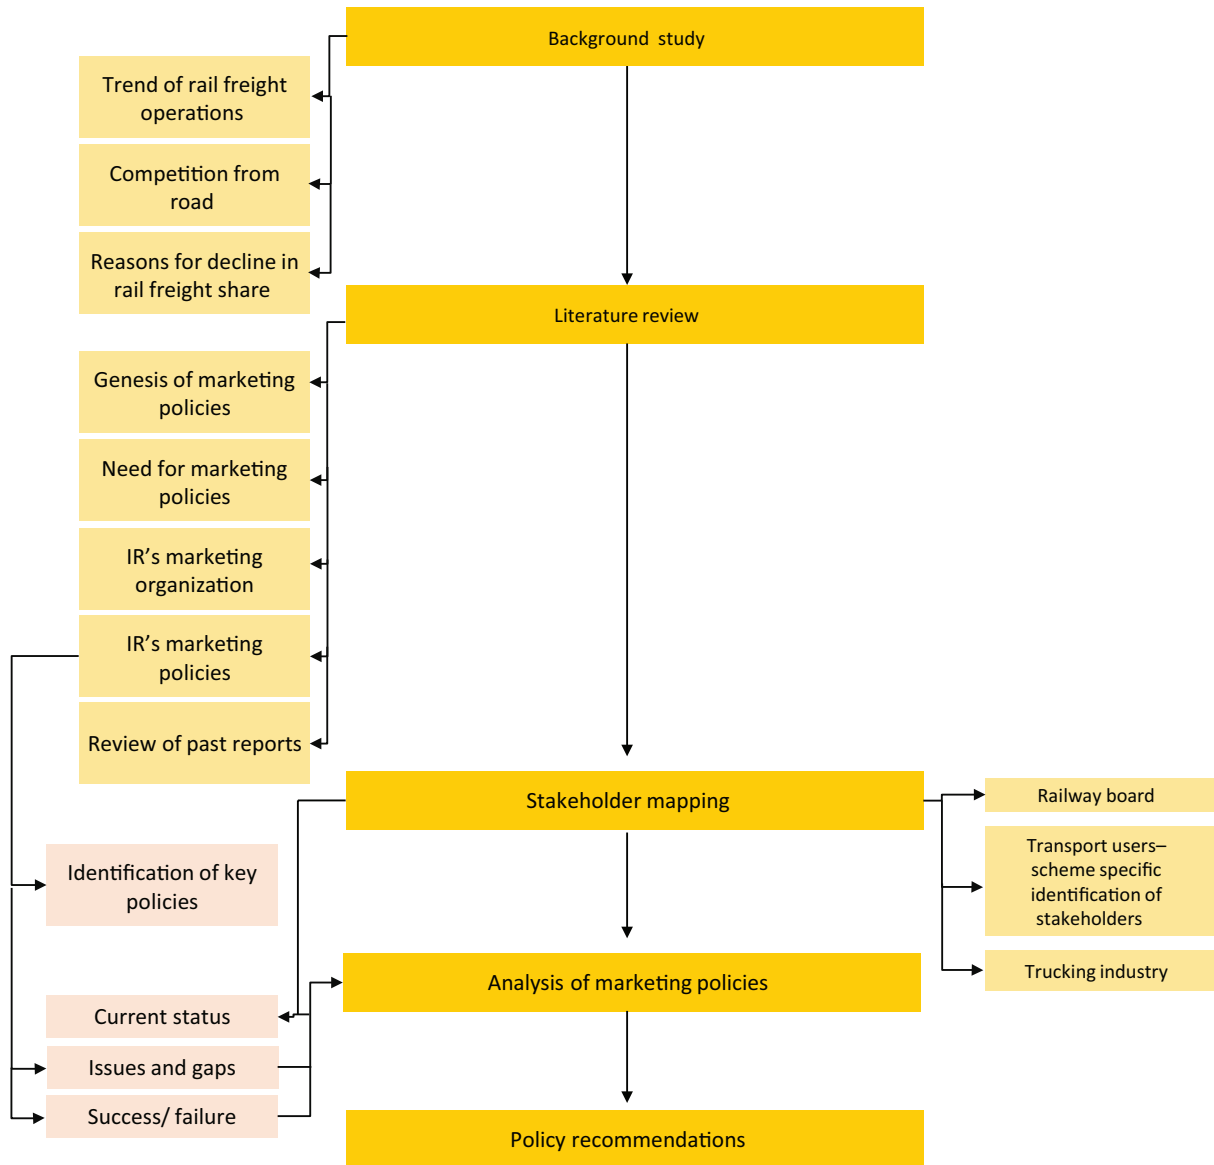 Background study
Trend of rail freight
operations
Competition from
road
Reasons for decline in
rail freight share
Literature review
Genesis of marketing
policies
Need for marketing
policies
IR’s marketing
organization
IR’s marketing
policies
Review of past reports
Stakeholder mapping
Railway board
Transport users–
scheme specific
identification of
stakeholders
Trucking industry
Identification of key
policies
Analysis of marketing policies
Current status
Issues and gaps
Success/ failure
Policy recommendations